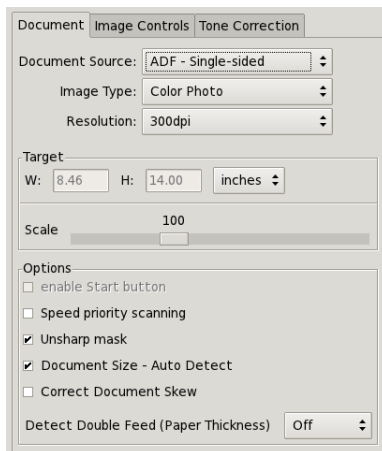 Document Image Controls Tone Correction
Document Source: ADF - Single-sided
Image Type: Color Photo
Resolution: 300dpi
Target
W: 8.46 H: 14.00 inches
100
Scale
Options
enable Start button
Speed priority scanning
Unsharp mask
Document Size - Auto Detect
Correct Document Skew
Detect Double Feed (Paper Thickness) Off